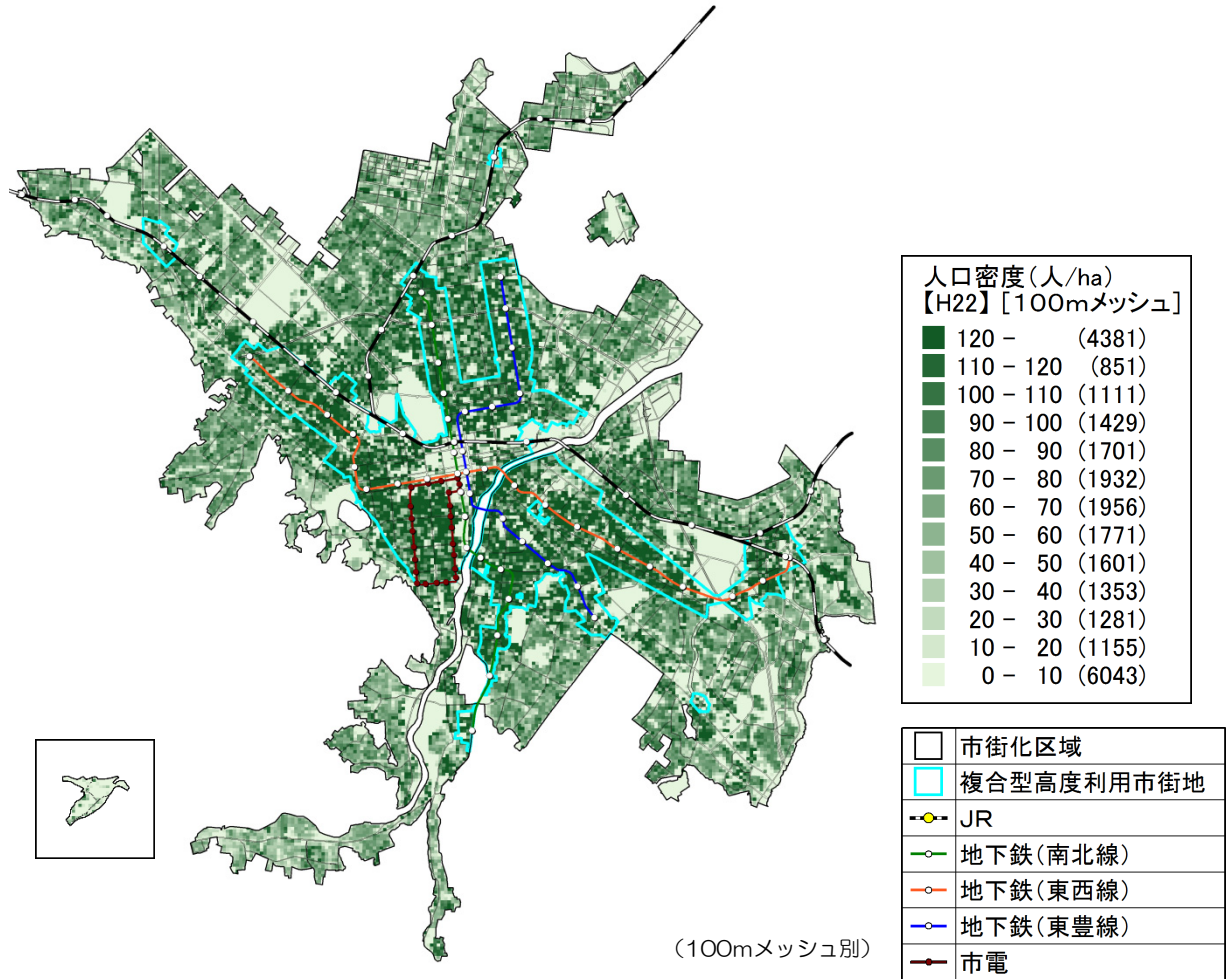 人口密度(人/ha)
【H22】[100mメッシュ]
120 - (4381)
110 - 120 (851)
100 - 110 (1111)
90 - 100 (1429)
80 - 90 (1701)
70 - 80 (1932)
60 - 70 (1956)
50 - 60 (1771)
40 - 50 (1601)
30 - 40 (1353)
20 - 30 (1281)
10 - 20 (1155)
0 - 10 (6043)
市街化区域
複合型高度利用市街地
JR
地下鉄(南北線)
地下鉄(東西線)
地下鉄(東豊線)
市電
(100mメッシュ別)